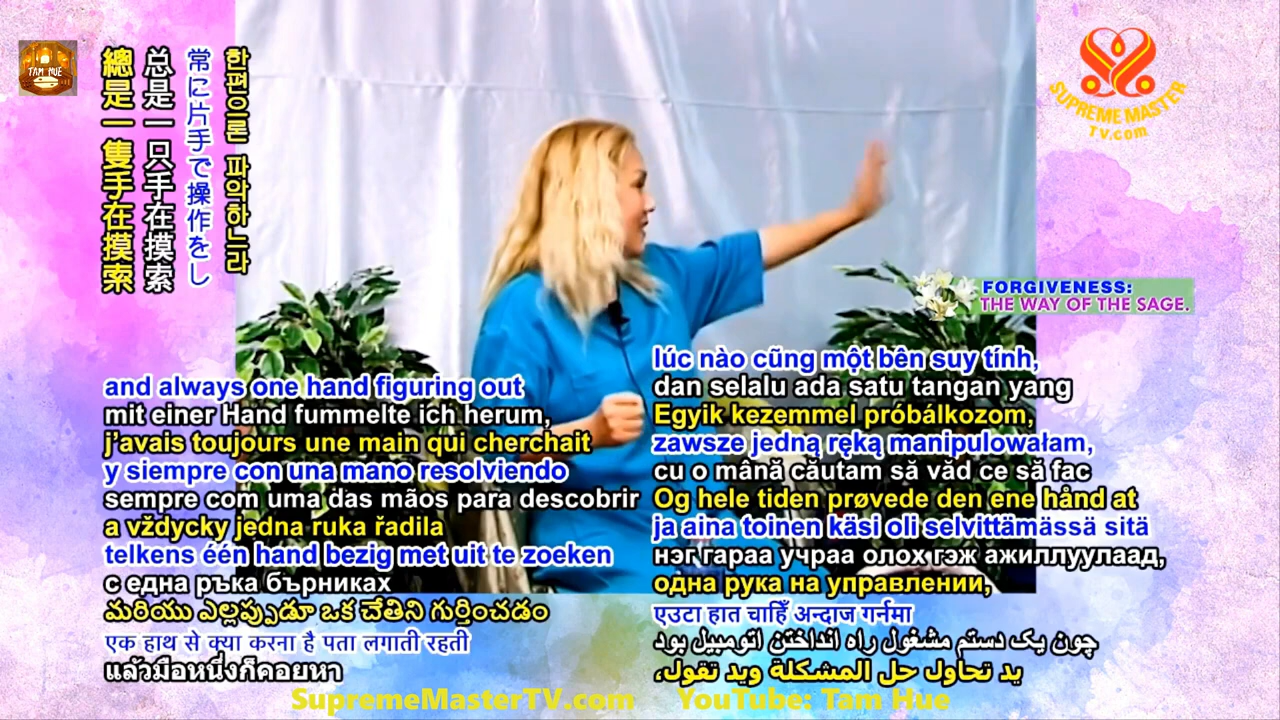 TAM HUE
總是一隻手在摸索
总是一只手在摸索
常に片手で操作をし
한편으론 파악하느라
SUPREME MASTER
TV.com
FORGIVENESS:
THE WAY OF THE SAGE.
and always one hand figuring out
mit einer Hand fummelte ich herum,
j'avais toujours une main qui cherchait
y siempre con una mano resolviendo
sempre com uma das mãos para descobrir
a vždycky jedna ruka řadila
telkens één hand bezig met uit te zoeken
с една ръка бърниках
మరియు ఎల్లప్పుడూ ఒక చేతిని గుర్తించడం
एक हाथ से क्या करना है पता लगाती रहती
แล้วมือหนึ่งก็คอยหา
lúc nào cũng một bên suy tính,
dan selalu ada satu tangan yang
Egyik kezemmel próbálkozom,
zawsze jedną ręką manipulowałam,
cu o mână căutam să văd ce să fac
Og hele tiden prøvede den ene hånd at
ja aina toinen käsi oli selvittämässä sitä
нэг гараа учраа олох гэж ажиллуулаад,
одна рука на управлении,
एउटा हात चाहिँ अन्दाज गर्नमा
چون یک دستم مشغول راه انداختن اتومبیل بود
يد تحاول حل المشكلة ويد تقول،
SupremeMasterTV.com
YouTube: Tam Hue